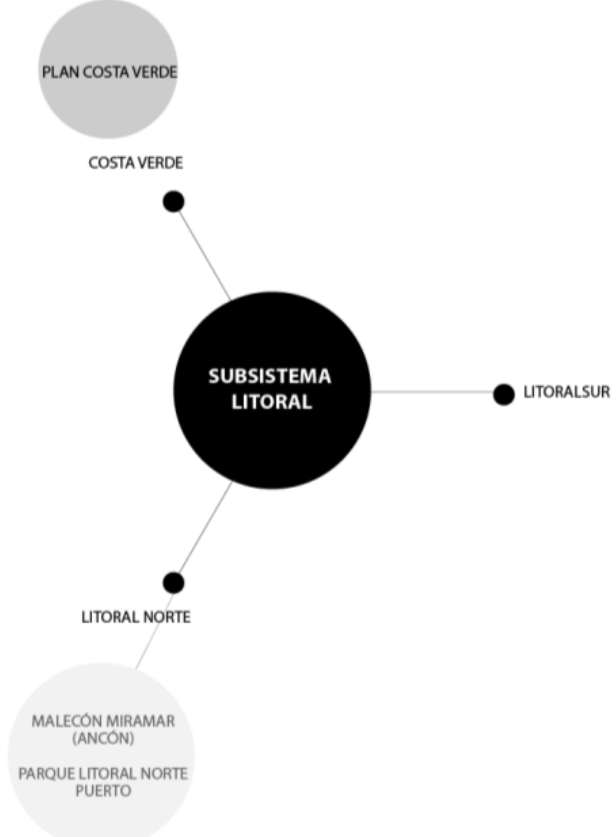 PLAN COSTA VERDE
COSTA VERDE
SUBSISTEMA
LITORAL
LITORALSUR
LITORAL NORTE
MALECÓN MIRAMAR
(ANCÓN)
PARQUE LITORAL NORTE
PUERTO